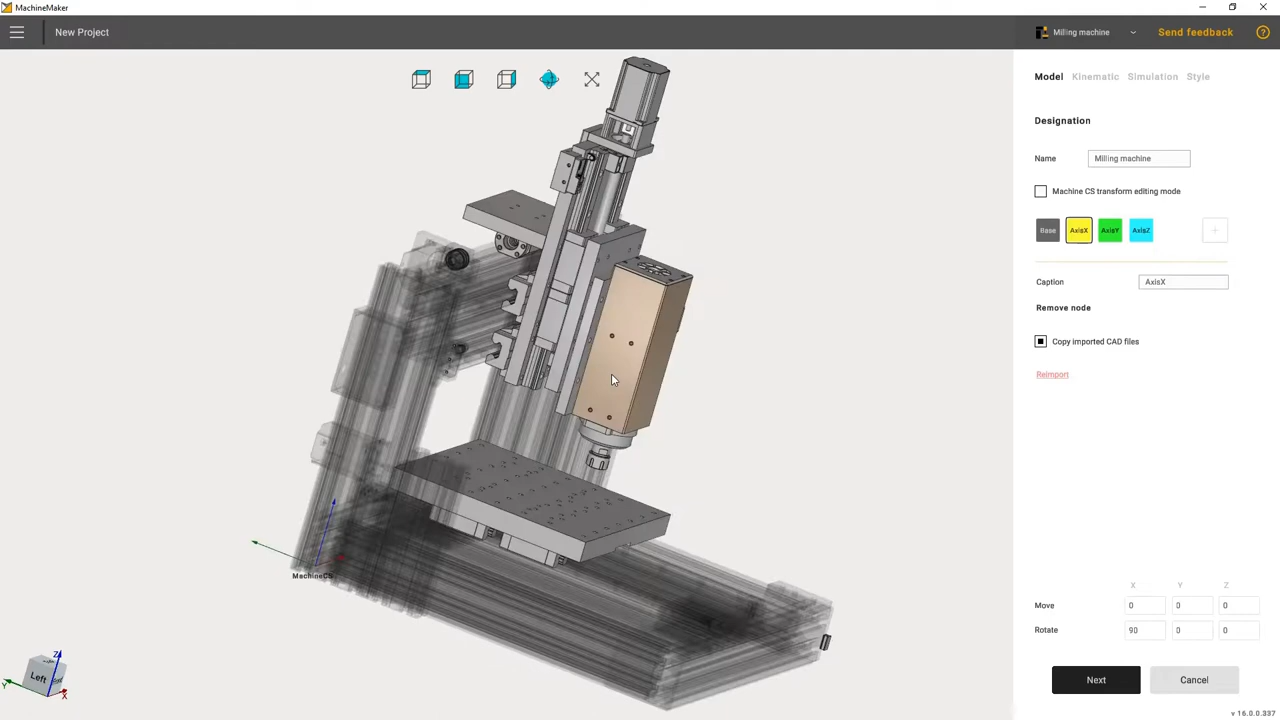 MachineMaker
New Project
Milling machine
Send feedback
?
Model Kinematic Simulation Style
Designation
Name Milling machine
Machine CS transform editing mode
Base AxisX AxisY AxisZ +
Caption AxisX
Remove node
Copy imported CAD files
Reimport
X Y Z
Move 0 0 0
Rotate 90 0 0
Next Cancel
v 16.0.0.337
MachineCS
Z
Left
Y
X